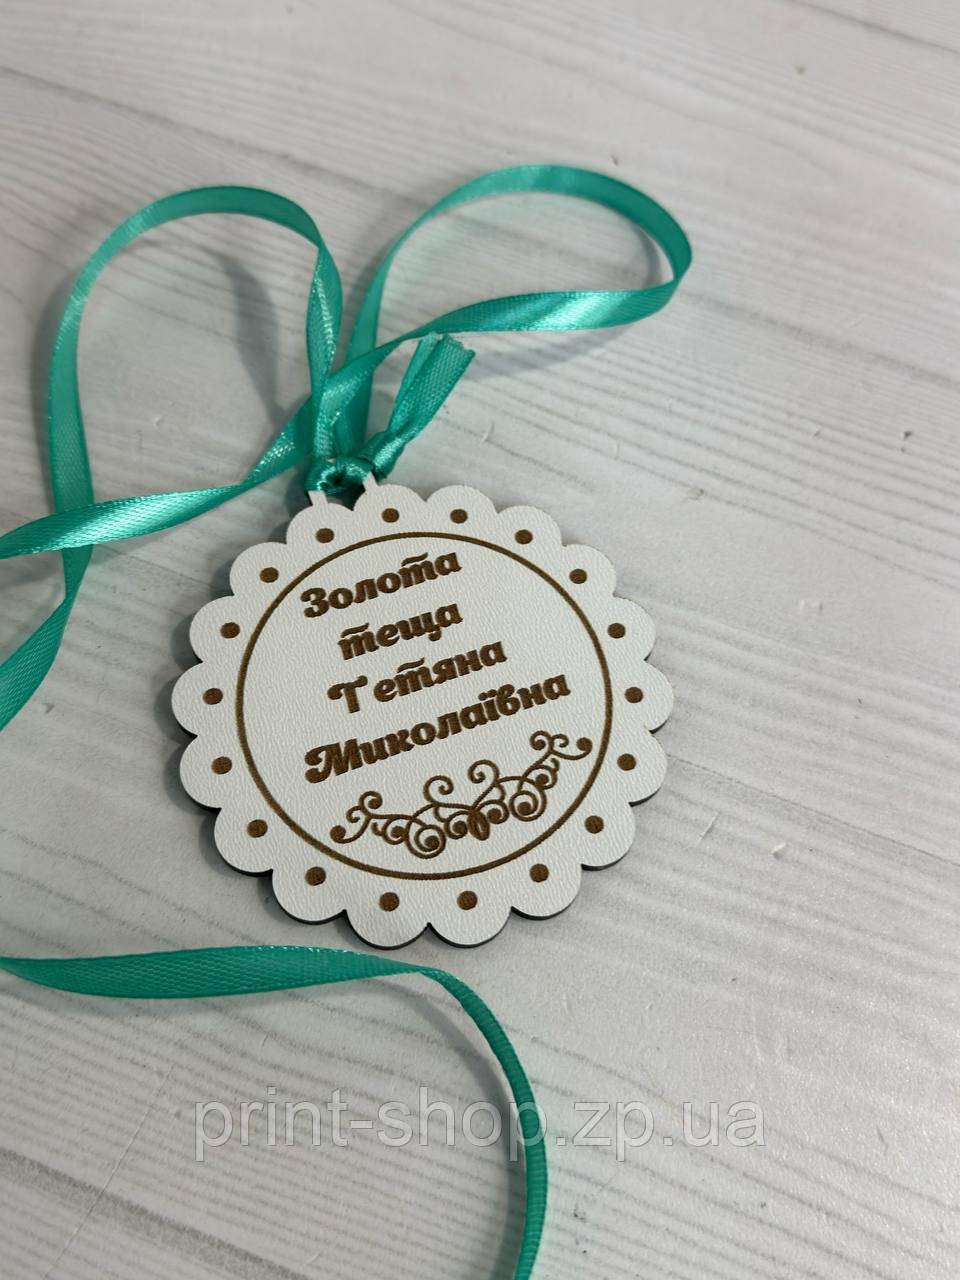 Золота
теща
Тетяна
Миколаївна
print-shop.zp.ua